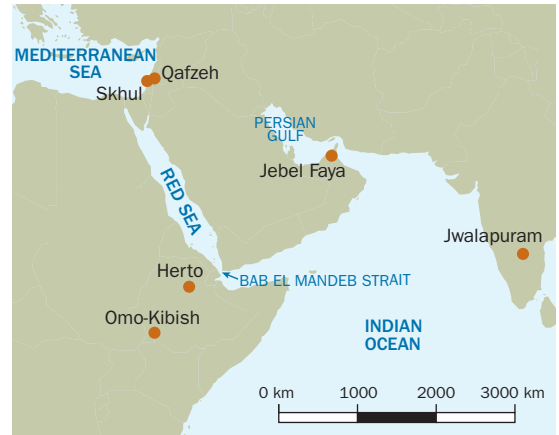 MEDITERRANEAN
SEA
Qafzeh
Skhul
PERSIAN
GULF
Jebel Faya
RED SEA
Jwalapuram
Herto
BAB EL MANDEB STRAIT
Omo-Kibish
INDIAN
OCEAN
0 km 1000 2000 3000 km